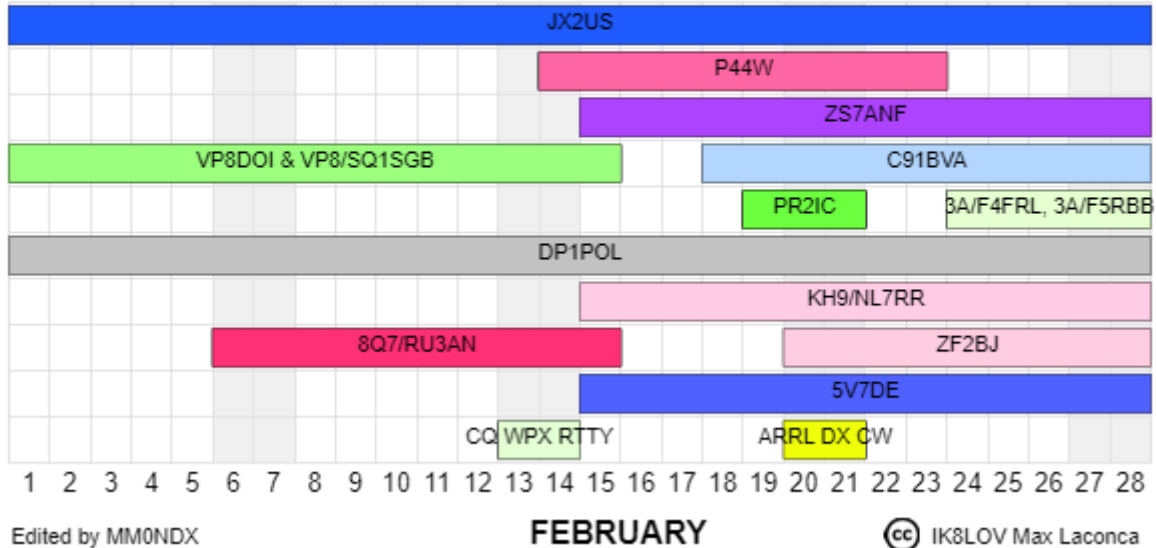 JX2US
P44W
ZS7ANF
VP8DOI & VP8/SQ1SGB C91BVA
PR2IC 3A/F4FRL, 3A/F5RBB
DP1POL
KH9/NL7RR
8Q7/RU3AN ZF2BJ
5V7DE
CQ WPX RTTY ARRL DX CW
1 2 3 4 5 6 7 8 9 10 11 12 13 14 15 16 17 18 19 20 21 22 23 24 25 26 27 28
Edited by MM0NDX FEBRUARY cc IK8LOV Max Laconca